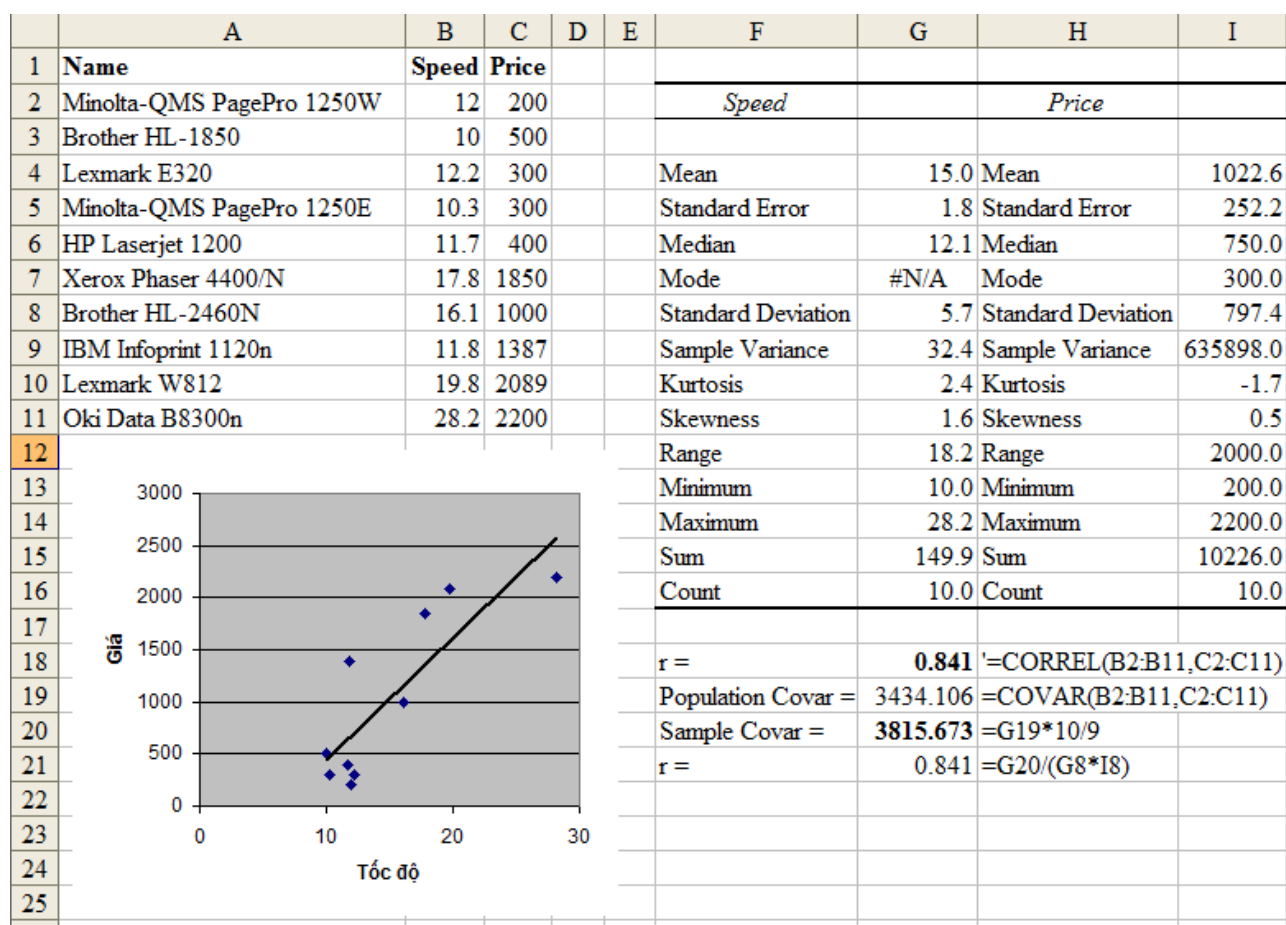 A B C D E F G H I
1 Name Speed Price
2 Minolta-QMS PagePro 1250W 12 200 Speed Price
3 Brother HL-1850 10 500
4 Lexmark E320 12.2 300 Mean 15.0 Mean 1022.6
5 Minolta-QMS PagePro 1250E 10.3 300 Standard Error 1.8 Standard Error 252.2
6 HP Laserjet 1200 11.7 400 Median 12.1 Median 750.0
7 Xerox Phaser 4400/N 17.8 1850 Mode #N/A Mode 300.0
8 Brother HL-2460N 16.1 1000 Standard Deviation 5.7 Standard Deviation 797.4
9 IBM Infoprint 1120n 11.8 1387 Sample Variance 32.4 Sample Variance 635898.0
10 Lexmark W812 19.8 2089 Kurtosis 2.4 Kurtosis -1.7
11 Oki Data B8300n 28.2 2200 Skewness 1.6 Skewness 0.5
12 Range 18.2 Range 2000.0
13 Minimum 10.0 Minimum 200.0
14 Maximum 28.2 Maximum 2200.0
15 Sum 149.9 Sum 10226.0
16 Count 10.0 Count 10.0
17
18 r = 0.841 '=CORREL(B2:B11,C2:C11)
19 Population Covar = 3434.106 =COVAR(B2:B11,C2:C11)
20 Sample Covar = 3815.673 =G19*10/9
21 r = 0.841 =G20/(G8*I8)
22
23
24
25
3000
2500
2000
1500
1000
500
0
Giá
0 10 20 30
Tốc độ